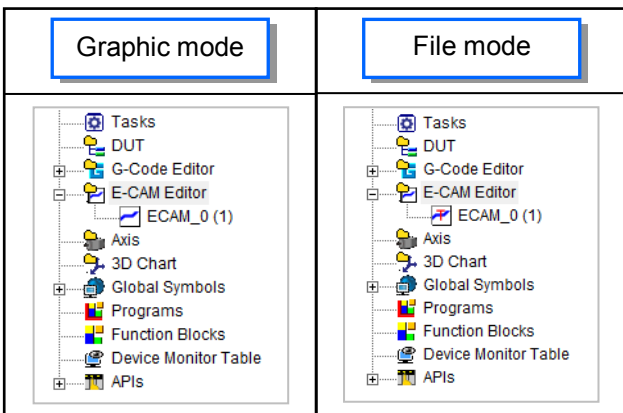 Graphic mode
File mode
Tasks
DUT
G-Code Editor
E-CAM Editor
ECAM_0 (1)
Axis
3D Chart
Global Symbols
Programs
Function Blocks
Device Monitor Table
APIs
Tasks
DUT
G-Code Editor
E-CAM Editor
ECAM_0 (1)
Axis
3D Chart
Global Symbols
Programs
Function Blocks
Device Monitor Table
APIs